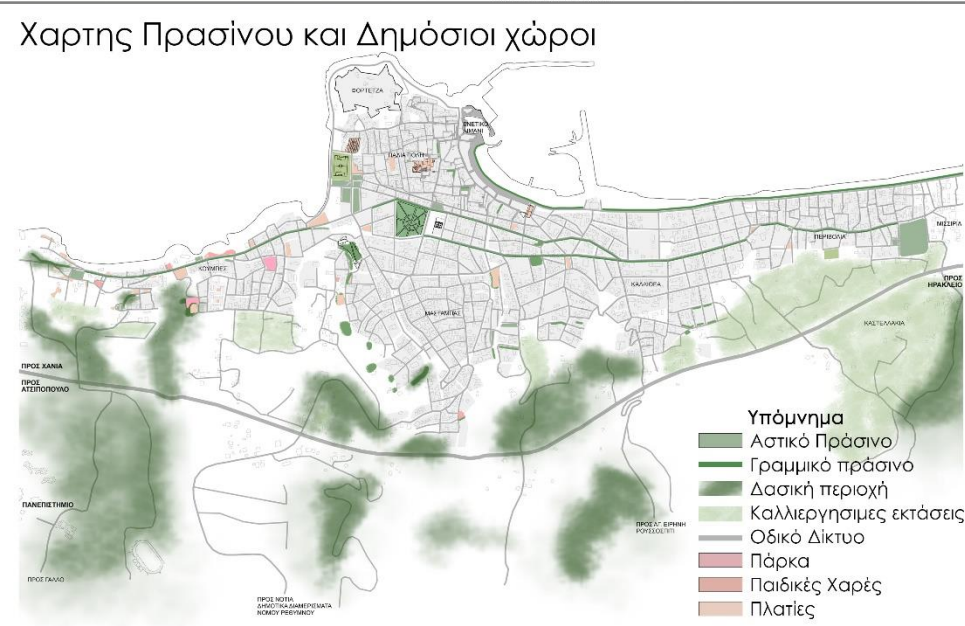 Χαρτης Πρασίνου και Δημόσιοι χώροι
ΦΟΡΤΕΤΖΑ
ΕΝΕΤΙΚΟ
ΛΙΜΑΝΙ
ΠΑΛΙΑ ΠΟΛΗ
ΝΙΣΣΙΡΙΑ
ΠΕΡΙΒΟΛΙΑ
ΚΟΥΜΠΕΣ
ΠΡΟΣ
ΗΡΑΚΛΕΙΟ
ΚΑΛΛΙΘΕΑ
ΜΑΣΤΑΜΠΑΣ
ΚΑΣΤΕΛΛΑΚΙΑ
ΠΡΟΣ ΧΑΝΙΑ
ΠΡΟΣ
ΑΤΣΙΠΟΠΟΥΛΟ
ΠΑΝΕΠΙΣΤΗΜΙΟ
ΠΡΟΣ ΓΑΛΛΟ
ΠΡΟΣ ΝΟΤΙΑ
ΔΗΜΟΤΙΚΑ ΔΙΑΜΕΡΙΣΜΑΤΑ
ΝΟΜΟΥ ΡΕΘΥΜΝΟΥ
ΠΡΟΣ ΑΓ. ΕΙΡΗΝΗ
ΡΟΥΣΣΟΣΠΙΤΙ
Υπόμνημα
Αστικό Πράσινο
Γραμμικό πράσινο
Δασική περιοχή
Καλλιεργησιμες εκτάσεις
Οδικό Δίκτυο
Πάρκα
Παιδικές Χαρές
Πλατίες